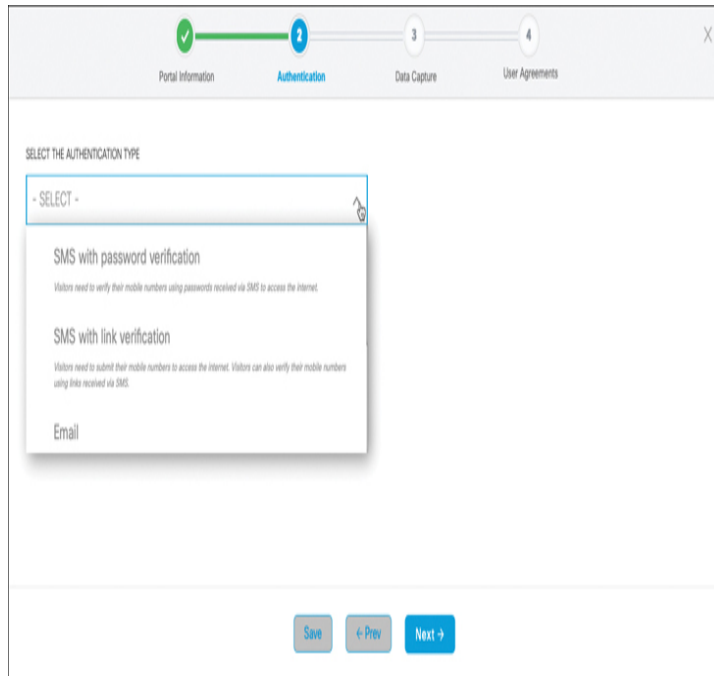 2 3 4 X
Portal Information Authentication Data Capture User Agreements
SELECT THE AUTHENTICATION TYPE
- SELECT -
SMS with password verification
Visitors need to verify their mobile numbers using passwords received via SMS to access the internet.
SMS with link verification
Visitors need to submit their mobile numbers to access the internet. Visitors can also verify their mobile numbers
using links received via SMS.
Email
Save ← Prev Next →